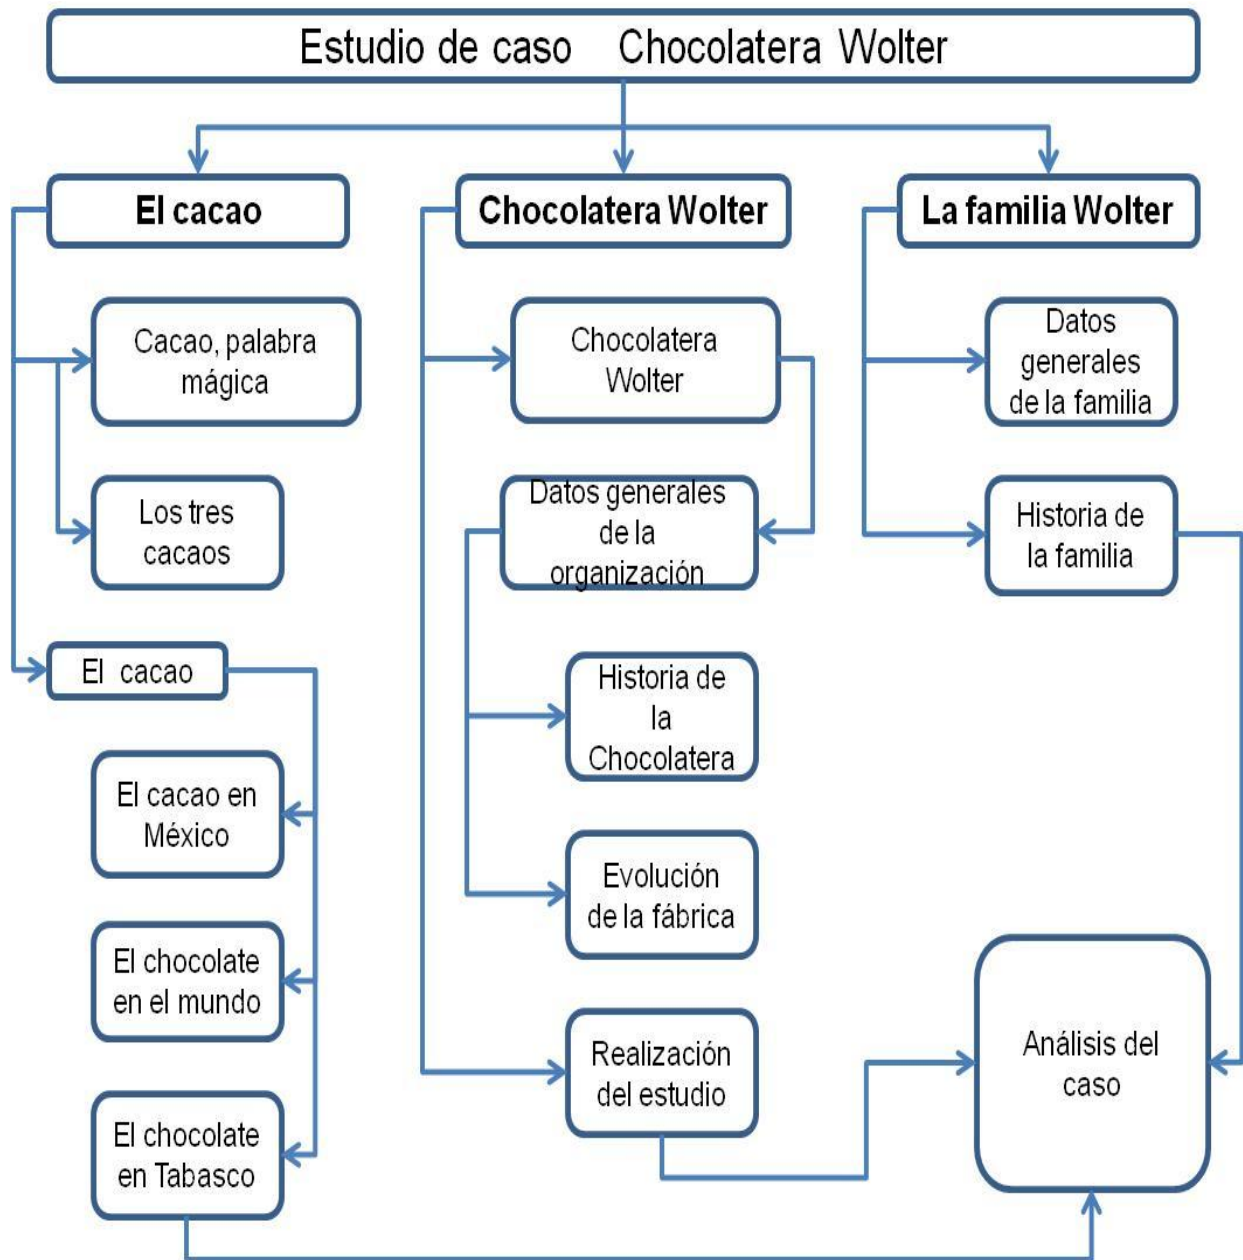 Estudio de caso Chocolatera Wolter
El cacao
Cacao, palabra
mágica
Los tres
cacaos
El cacao
El cacao en
México
El chocolate
en el mundo
El chocolate
en Tabasco
Chocolatera Wolter
Chocolatera
Wolter
Datos generales
de la
organización
Historia de
la
Chocolatera
Evolución
de la fábrica
Realización
del estudio
La familia Wolter
Datos
generales
de la familia
Historia de
la familia
Análisis del
caso